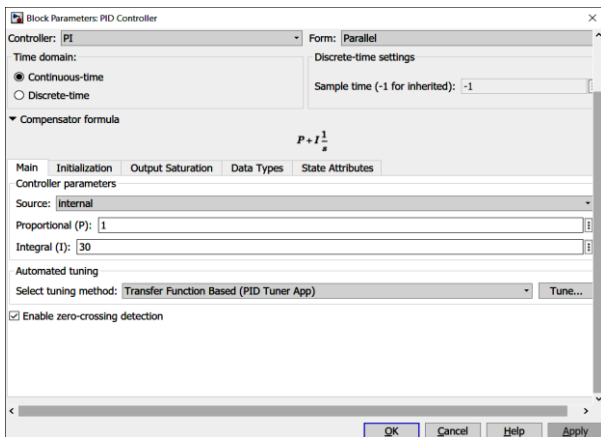 Block Parameters: PID Controller
Controller: PI Form: Parallel
Time domain: Discrete-time settings
Continuous-time
Discrete-time
Sample time (-1 for inherited): -1
Compensator formula
P + I 1/s
Main Initialization Output Saturation Data Types State Attributes
Controller parameters
Source: internal
Proportional (P): 1
Integral (I): 30
Automated tuning
Select tuning method: Transfer Function Based (PID Tuner App) Tune...
Enable zero-crossing detection
OK Cancel Help Apply